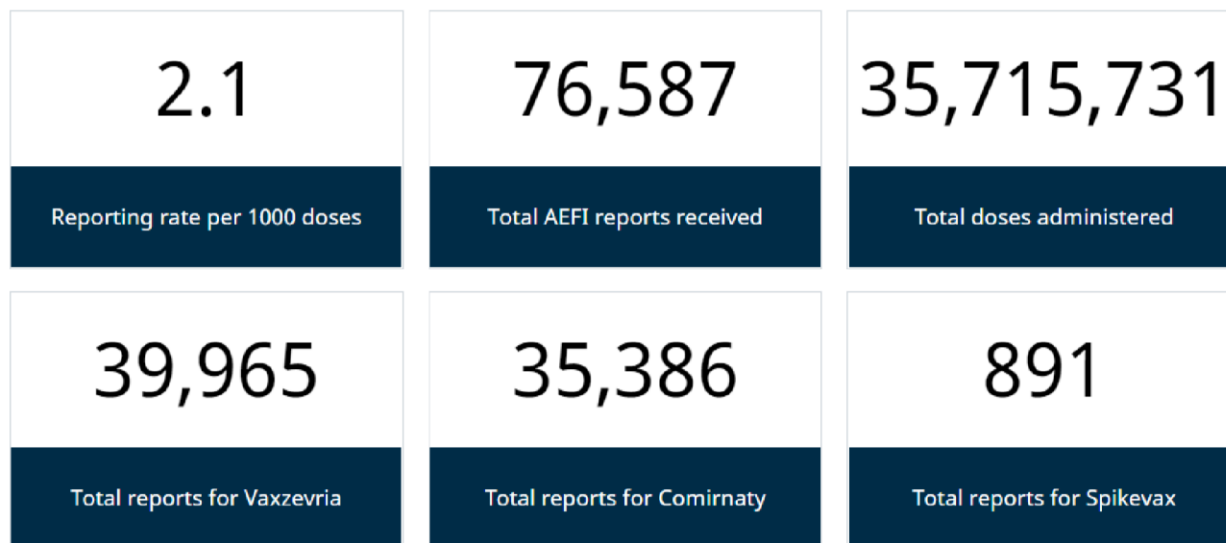 2.1
76,587
35,715,731
Reporting rate per 1000 doses
Total AEFI reports received
Total doses administered
39,965
35,386
891
Total reports for Vaxzevria
Total reports for Comirnaty
Total reports for Spikevax